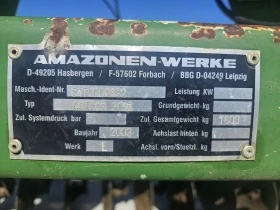 AMAZONEN-WERKE
D-49205 Hasbergen / F-57602 Forbach / BBG D-04249 Leipzig
Masch.-Ident-Nr. Leistung KW
Typ Grundgewicht kg
Zul. Systemdruck bar Zul. Gesamtgewicht kg
Baujahr Achslast hinten kg
Werk Achsl. vorn/Stuetzl. kg